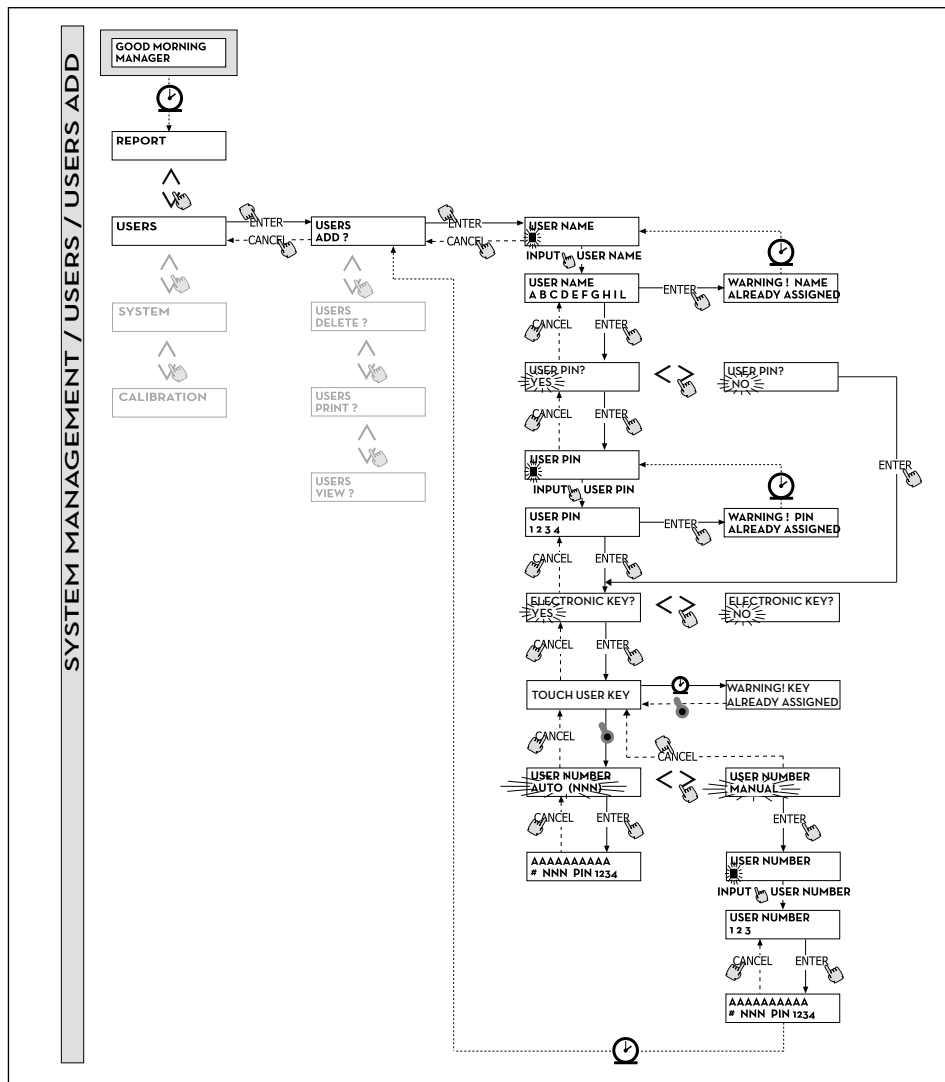 SYSTEM MANAGEMENT / USERS / USERS ADD
GOOD MORNING
MANAGER
REPORT
USERS
ENTER
CANCEL
USERS
ADD ?
ENTER
CANCEL
USER NAME
INPUT USER NAME
USER NAME
A B C D E F G H I L
ENTER
WARNING ! NAME
ALREADY ASSIGNED
SYSTEM
USERS
DELETE ?
CANCEL
ENTER
CALIBRATION
USERS
PRINT ?
USER PIN?
YES
< >
USER PIN?
NO
CANCEL
ENTER
ENTER
USERS
VIEW ?
USER PIN
INPUT USER PIN
USER PIN
1 2 3 4
ENTER
WARNING ! PIN
ALREADY ASSIGNED
CANCEL
ENTER
ELECTRONIC KEY?
YES
< >
ELECTRONIC KEY?
NO
CANCEL
ENTER
TOUCH USER KEY
WARNING! KEY
ALREADY ASSIGNED
CANCEL
CANCEL
USER NUMBER
AUTO (NNN)
< >
USER NUMBER
MANUAL
CANCEL
ENTER
ENTER
AAAAAAAAAA
# NNN PIN 1234
USER NUMBER
INPUT USER NUMBER
USER NUMBER
1 2 3
CANCEL
ENTER
AAAAAAAAAA
# NNN PIN 1234